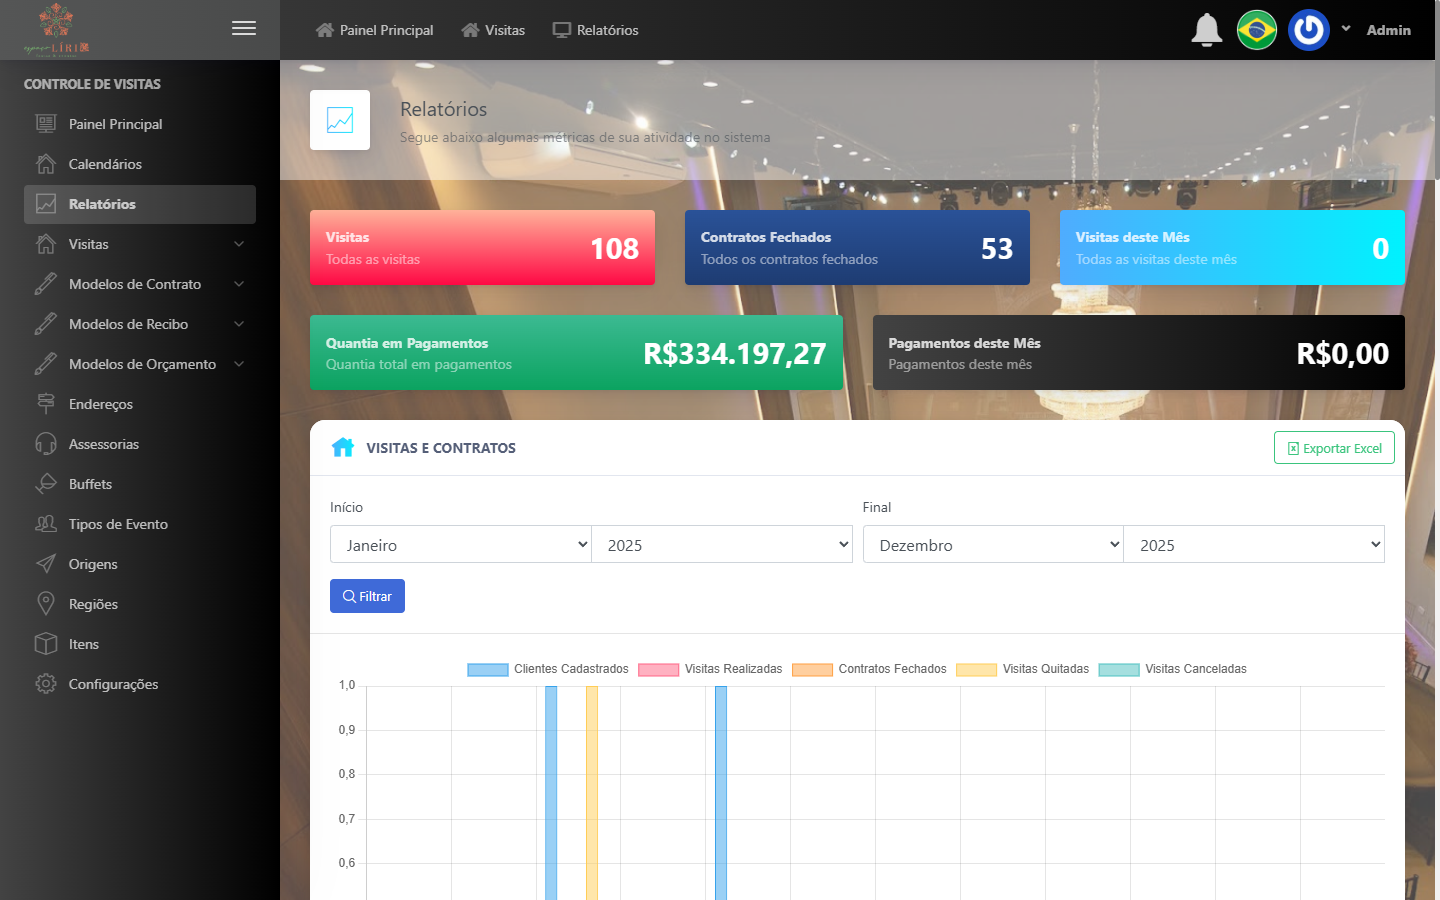 espaço LÍRIO
Painel Principal
Visitas
Relatórios
Admin
CONTROLE DE VISITAS
Painel Principal
Calendários
Relatórios
Visitas
Modelos de Contrato
Modelos de Recibo
Modelos de Orçamento
Endereços
Assessorias
Buffets
Tipos de Evento
Origens
Regiões
Itens
Configurações
Relatórios
Segue abaixo algumas métricas de sua atividade no sistema
Visitas
Todas as visitas
108
Contratos Fechados
Todos os contratos fechados
53
Visitas deste Mês
Todas as visitas deste mês
0
Quantia em Pagamentos
Quantia total em pagamentos
R$334.197,27
Pagamentos deste Mês
Pagamentos deste mês
R$0,00
VISITAS E CONTRATOS
Exportar Excel
Início
Final
Janeiro
2025
Dezembro
2025
Filtrar
Clientes Cadastrados
Visitas Realizadas
Contratos Fechados
Visitas Quitadas
Visitas Canceladas
1,0
0,9
0,8
0,7
0,6